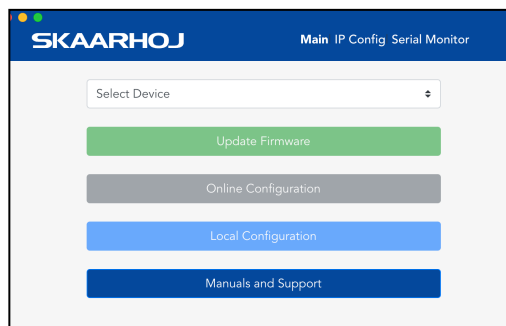 SKAARHOJ
Main IP Config Serial Monitor
Select Device
Update Firmware
Online Configuration
Local Configuration
Manuals and Support